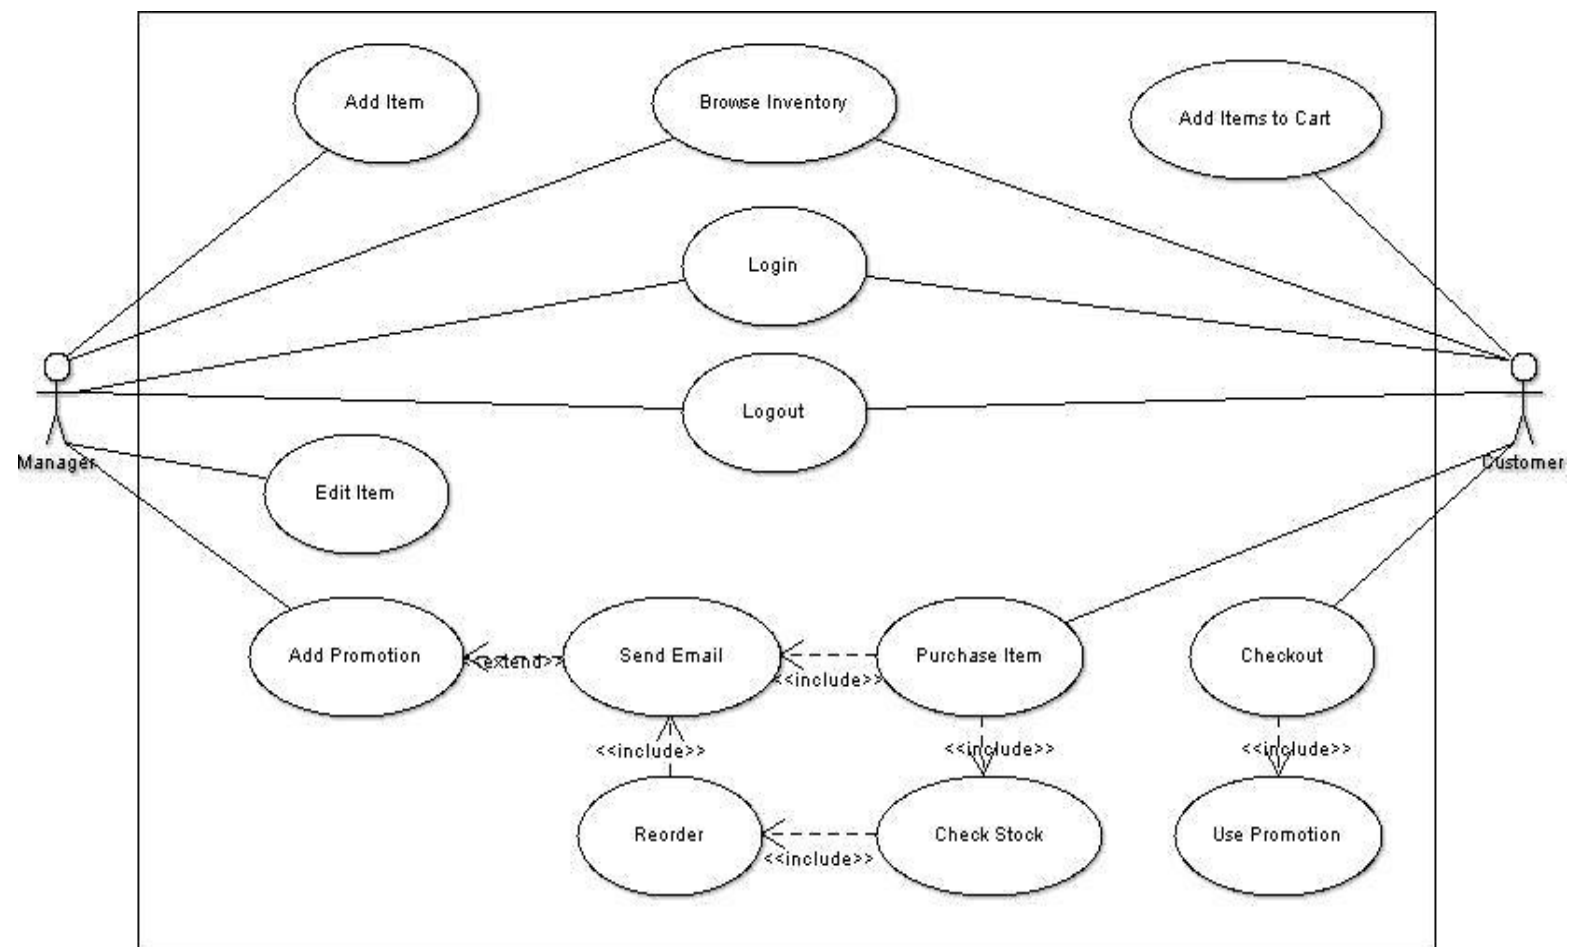 Add Item
Browse Inventory
Add Items to Cart
Login
Logout
Manager
Customer
Edit Item
Add Promotion
<<extend>>
Send Email
<<include>>
Purchase Item
Checkout
<<include>>
<<include>>
<<include>>
Reorder
<<include>>
Check Stock
Use Promotion